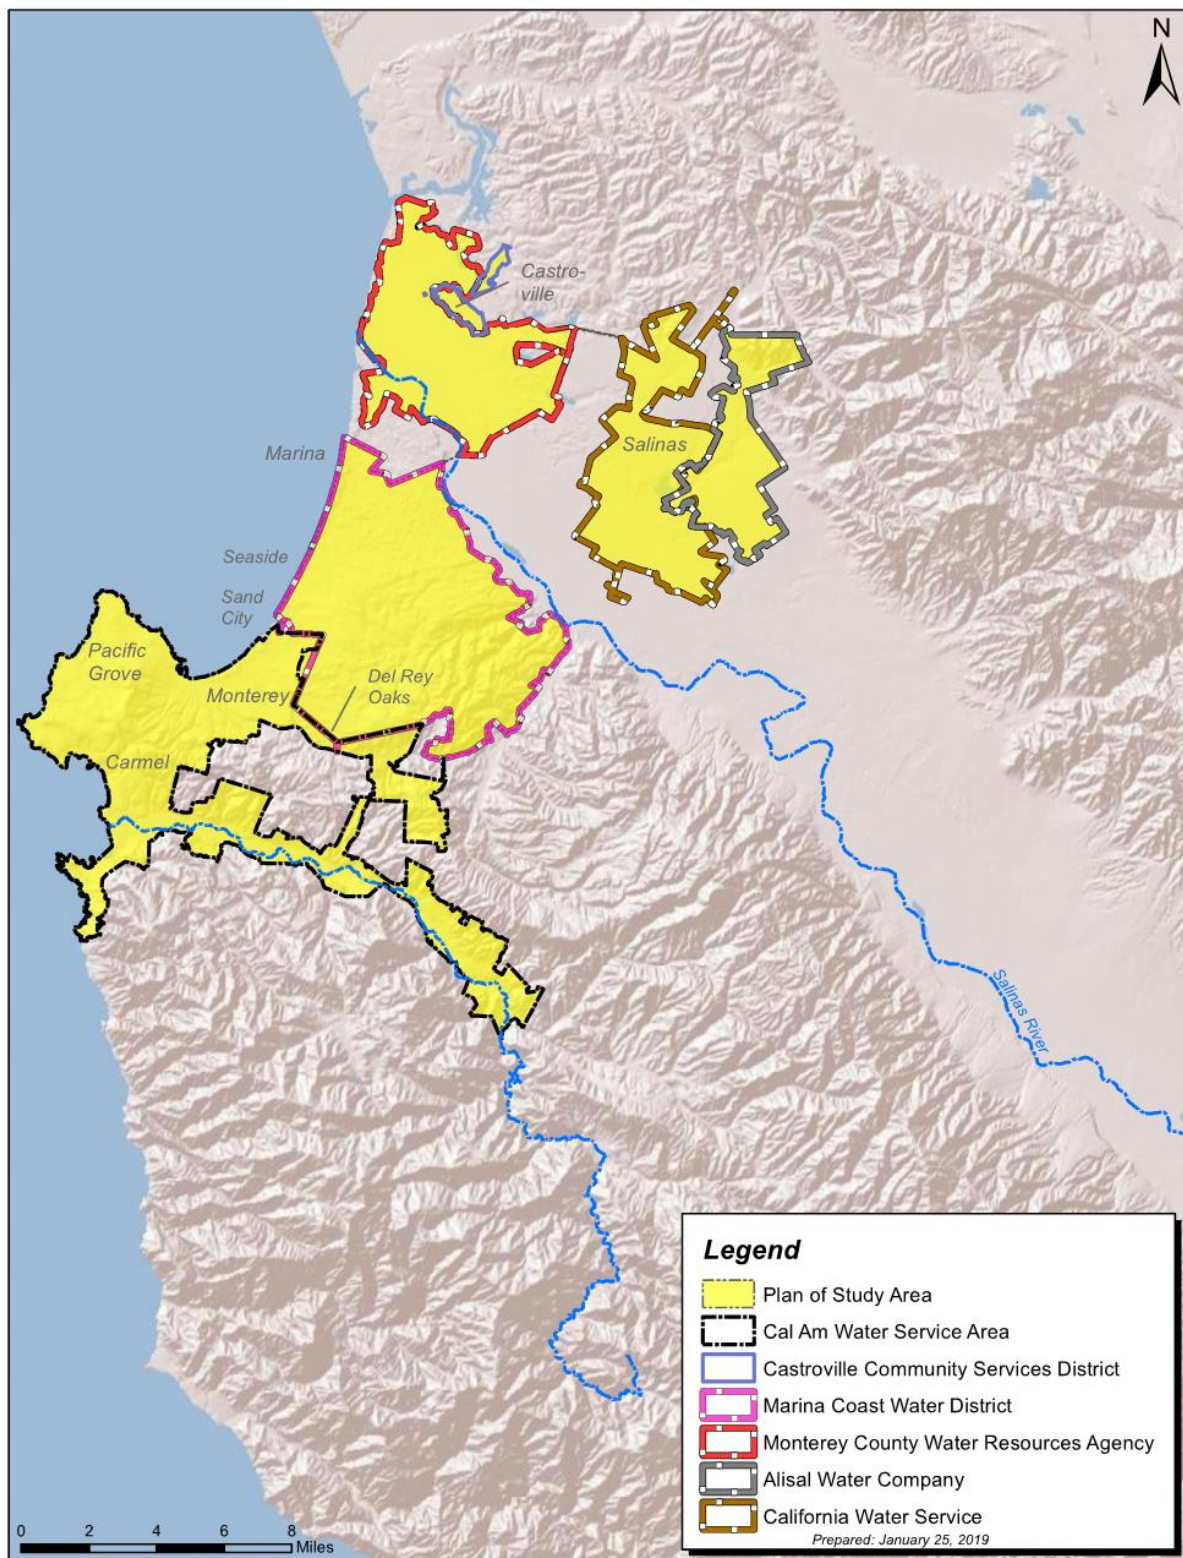 N
Castro-
ville
Salinas
Marina
Seaside
Sand
City
Pacific
Grove
Monterey
Del Rey
Oaks
Carmel
Salinas River
Legend
Plan of Study Area
Cal Am Water Service Area
Castroville Community Services District
Marina Coast Water District
Monterey County Water Resources Agency
Alisal Water Company
California Water Service
Prepared: January 25, 2019
0 2 4 6 8
Miles